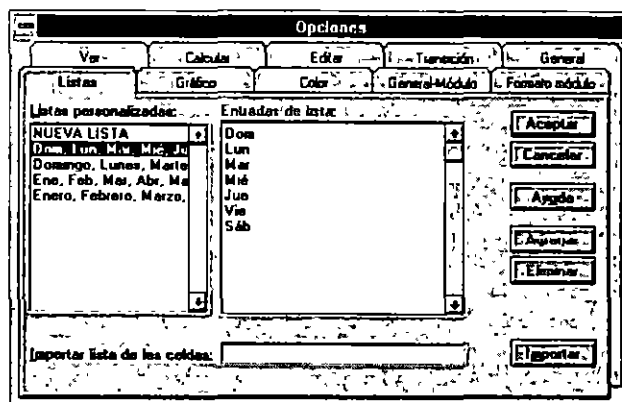 Opciones
Ver Calcular Editar Transición General
Listas Gráfico Color General-Módulo Formato módulo
Listas personalizadas:
NUEVA LISTA
Dom, Lun, Mar, Mié, Ju
Domingo, Lunes, Marte
Ene, Feb, Mar, Abr, Ma
Enero, Febrero, Marzo,
Entradas de lista:
Dom
Lun
Mar
Mié
Jue
Vie
Sáb
Aceptar
Cancelar
Ayuda
Agregar
Eliminar
Importar lista de las celdas:
Importar